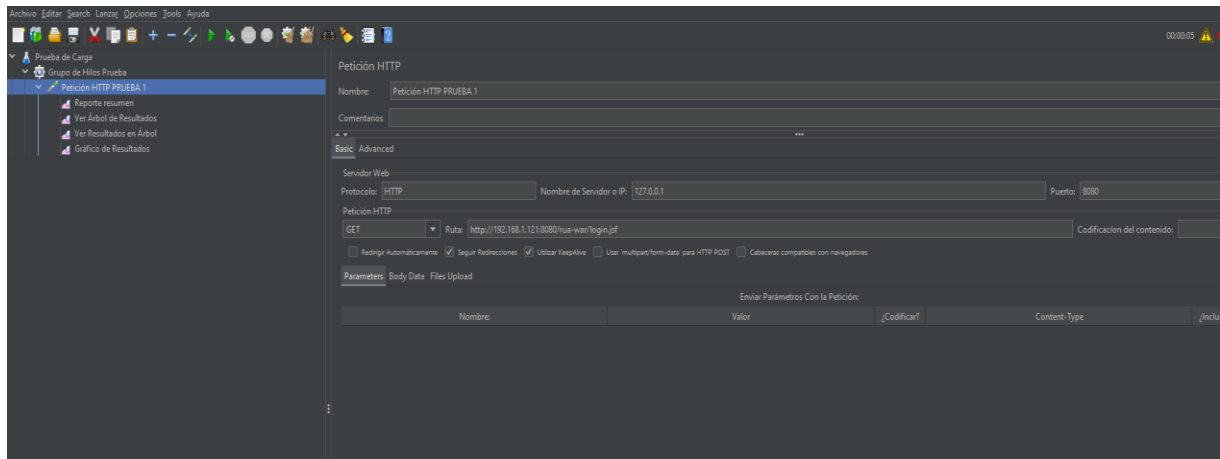 Archivo Editar Search Lanzar Opciones Tools Ayuda
00:00:05
Prueba de Carga
Grupo de Hilos Prueba
Petición HTTP PRUEBA 1
Reporte resumen
Ver Árbol de Resultados
Ver Resultados en Árbol
Gráfico de Resultados
Petición HTTP
Nombre: Petición HTTP PRUEBA 1
Comentarios
Basic Advanced
Servidor Web
Protocolo: HTTP Nombre de Servidor o IP: 127.0.0.1 Puerto: 8080
Petición HTTP
GET Ruta: http://192.168.1.121:8080/rua-war/login.jsf Codificación del contenido:
Redirigir Automáticamente Seguir Redirecciones Utilizar KeepAlive Usar 'multipart/form-data' para HTTP POST Cabeceras compatibles con navegadores
Parameters Body Data Files Upload
Enviar Parámetros Con la Petición:
Nombre: Valor ¿Codificar? Content-Type ¿Inclu